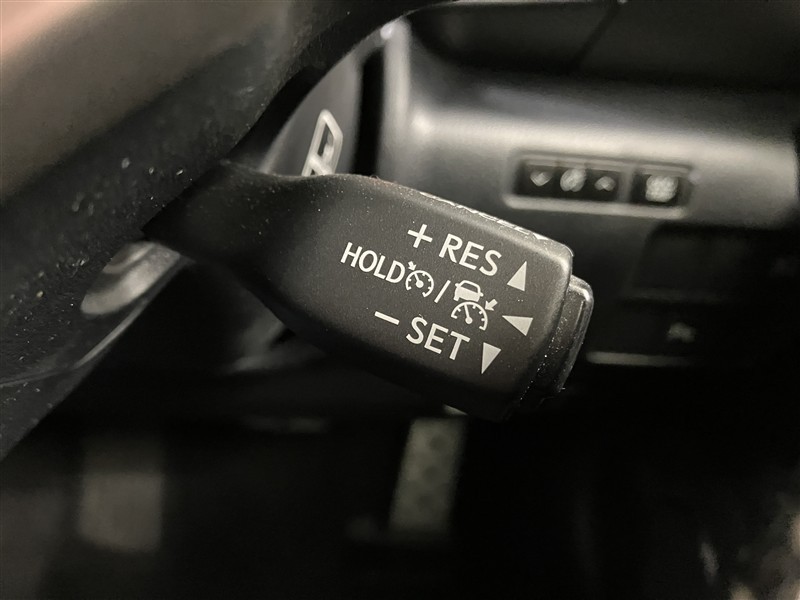 + RES
HOLD /
− SET